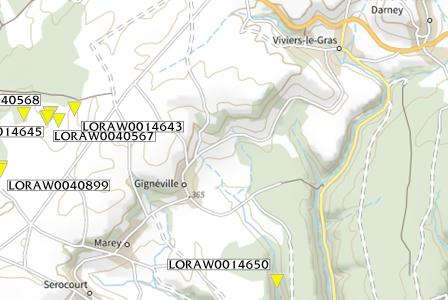 Darney
Viviers-le-Gras
040568
LORAW0014643
014645
LORAW0040567
LORAW0040899
Gignéville
365
Marey
LORAW0014650
Serocourt